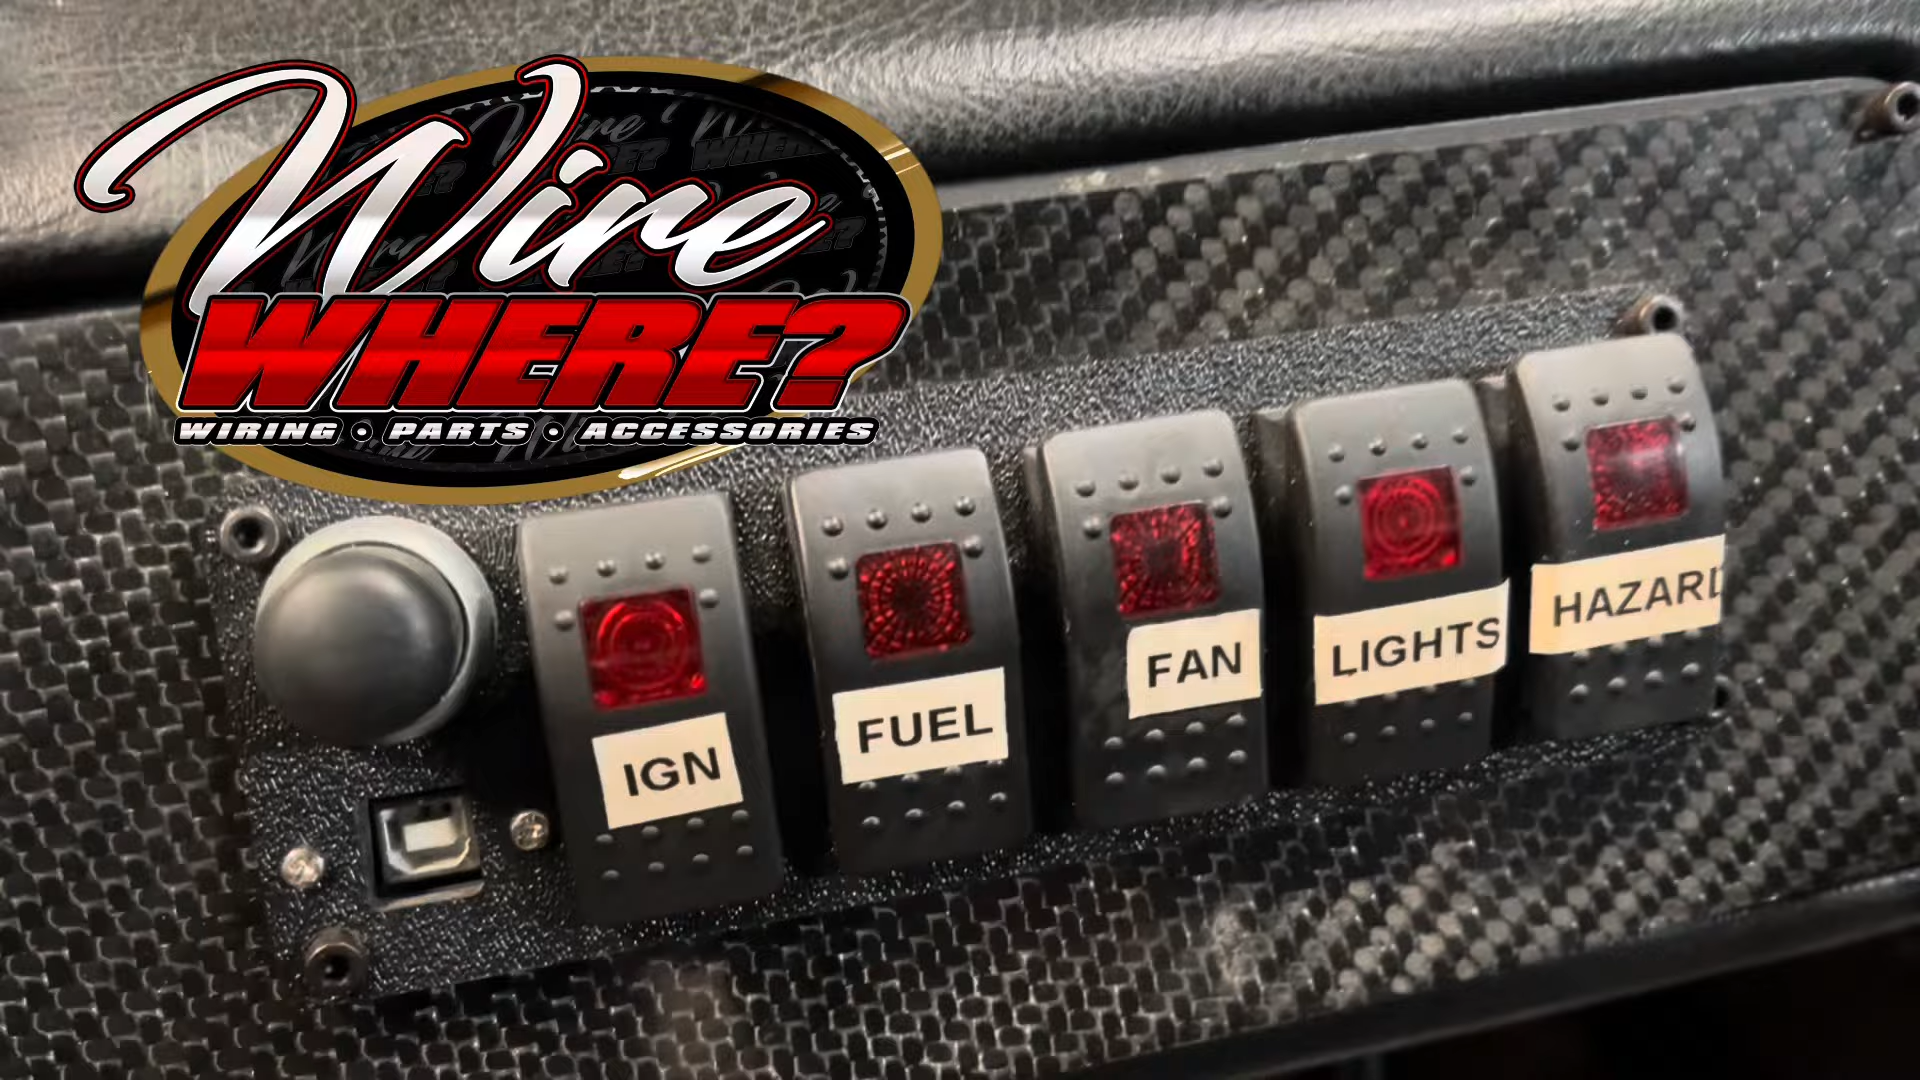 Wire
WHERE?
WIRING • PARTS • ACCESSORIES
IGN
FUEL
FAN
LIGHTS
HAZARD